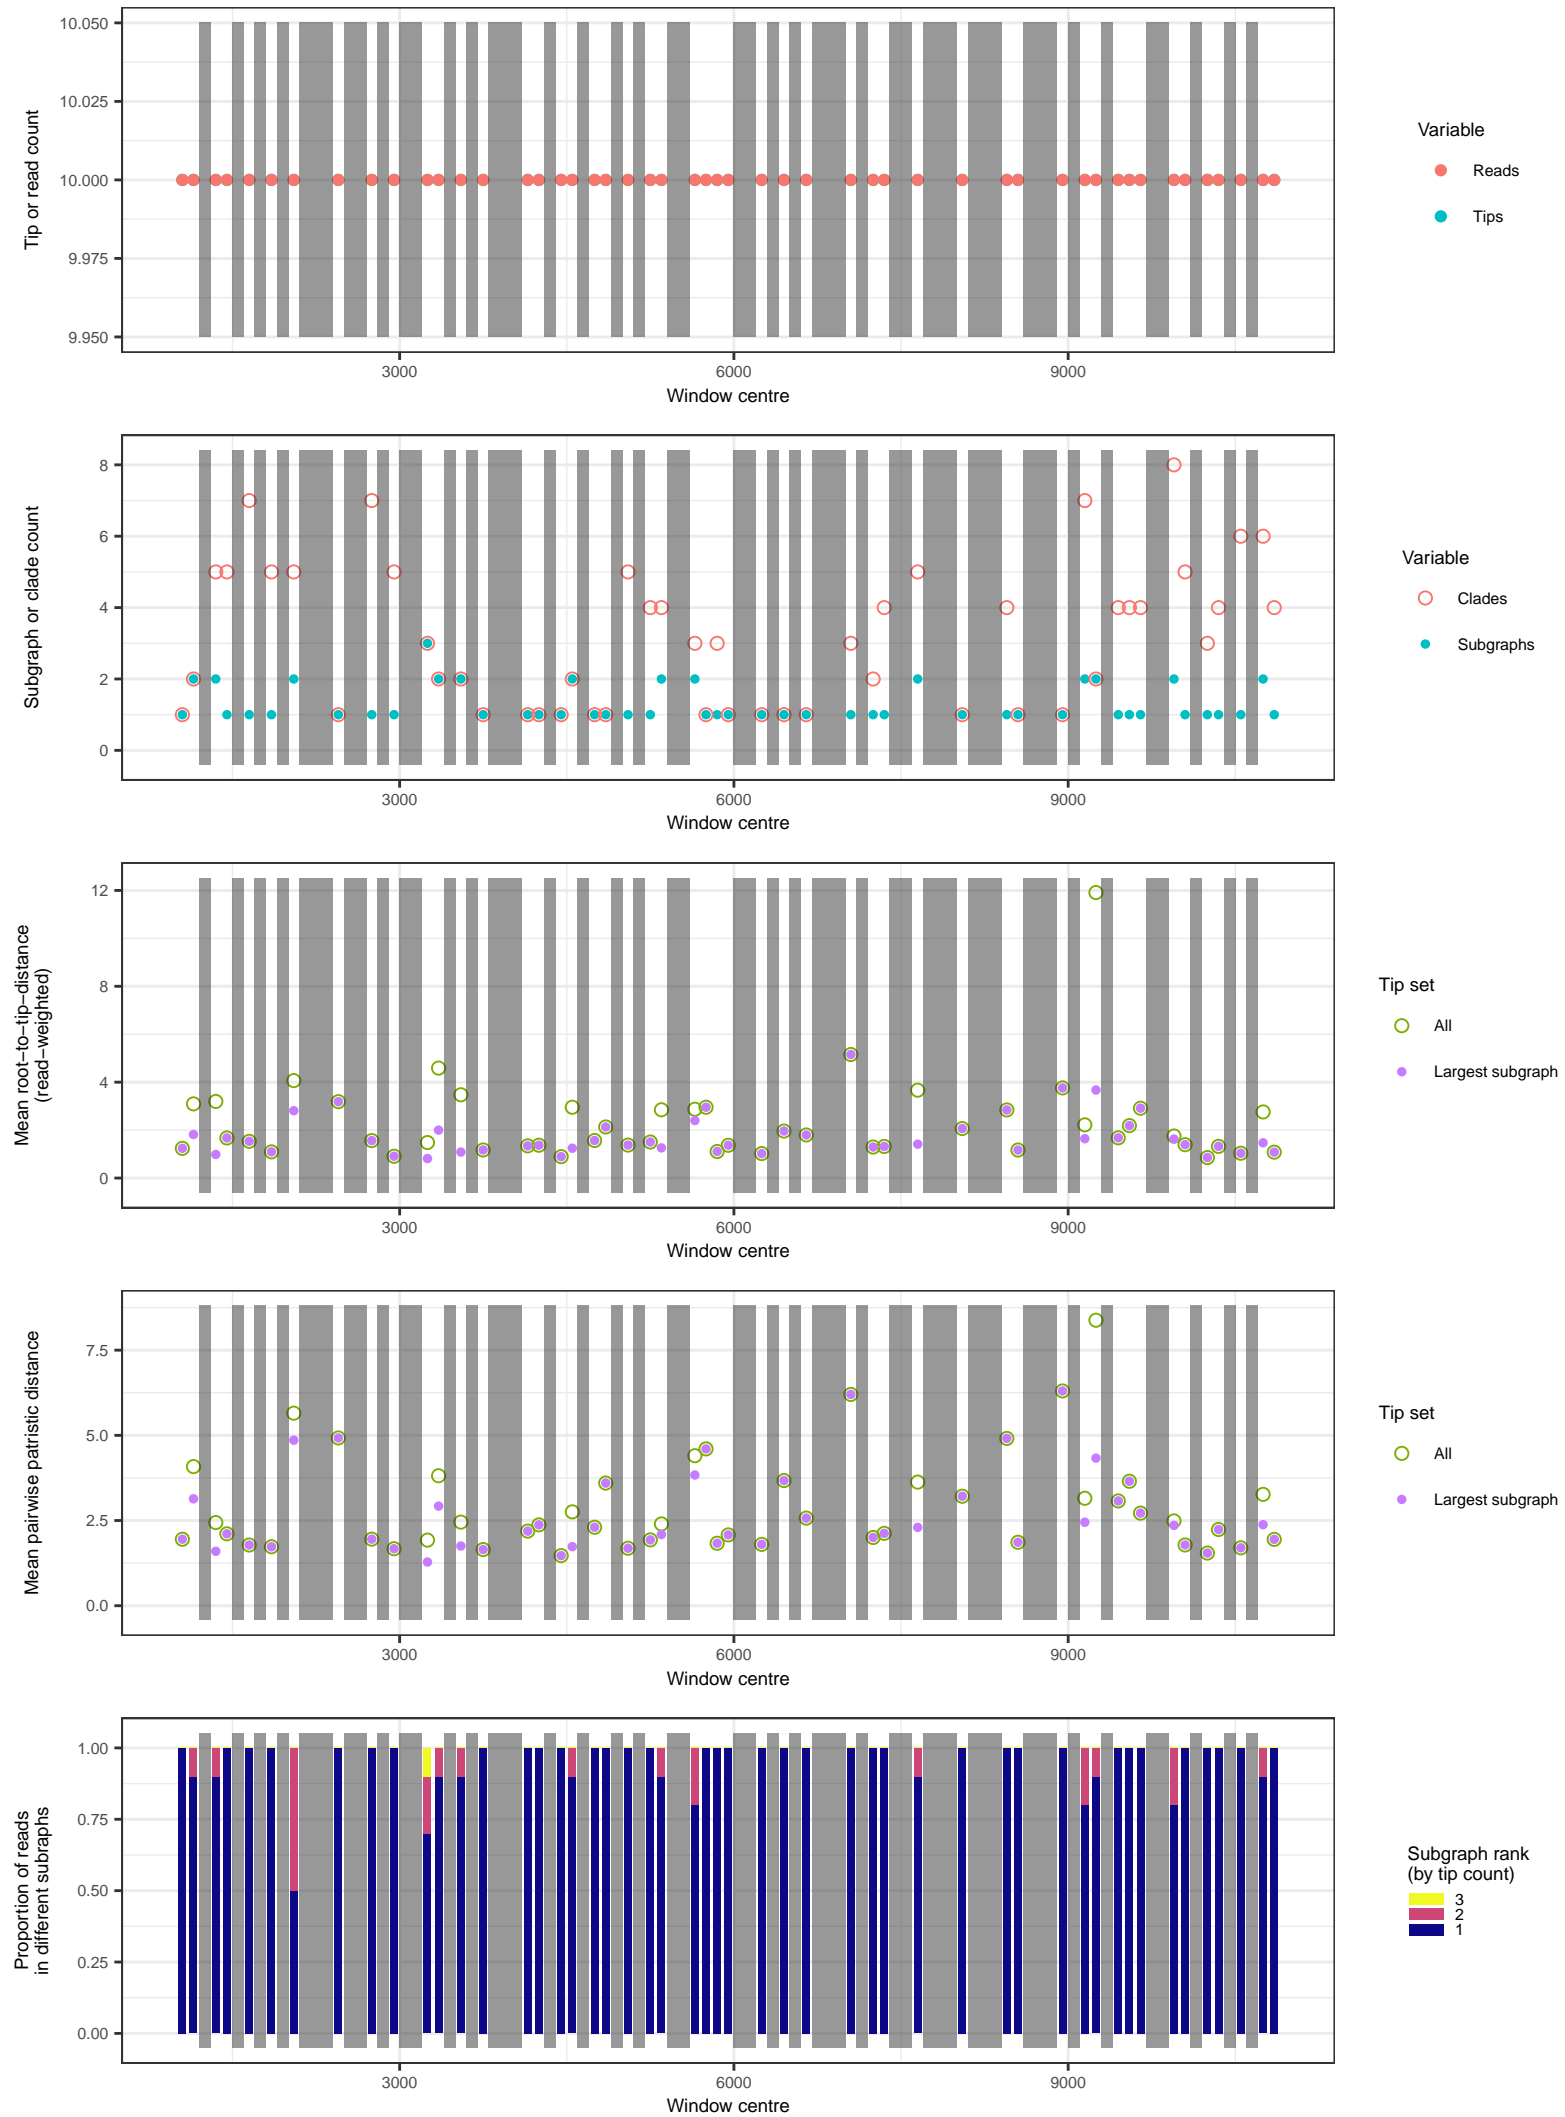 10.050
10.025
10.000
9.975
9.950
Tip or read count
3000
6000
9000
Window centre
Variable
Reads
Tips
8
6
4
2
0
Subgraph or clade count
3000
6000
9000
Window centre
Variable
Clades
Subgraphs
12
8
4
0
Mean root−to−tip−distance
(read−weighted)
3000
6000
9000
Window centre
Tip set
All
Largest subgraph
7.5
5.0
2.5
0.0
Mean pairwise patristic distance
3000
6000
9000
Window centre
Tip set
All
Largest subgraph
1.00
0.75
0.50
0.25
0.00
Proportion of reads
in different subraphs
3000
6000
9000
Window centre
Subgraph rank
(by tip count)
3
2
1